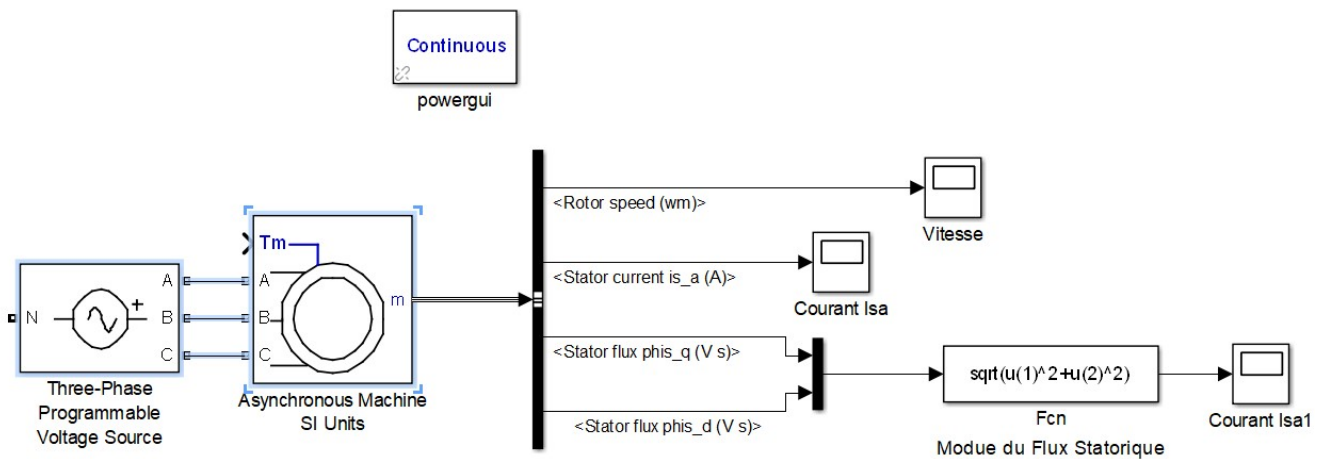 Continuous
powergui
<Rotor speed (wm)>
Vitesse
Tm
<Stator current is_a (A)>
Courant Isa
N
+
A
B
C
A
B
C
m
<Stator flux phis_q (V s)>
<Stator flux phis_d (V s)>
sqrt(u(1)^2+u(2)^2)
Fcn
Modue du Flux Statorique
Courant Isa1
Three-Phase
Programmable
Voltage Source
Asynchronous Machine
SI Units